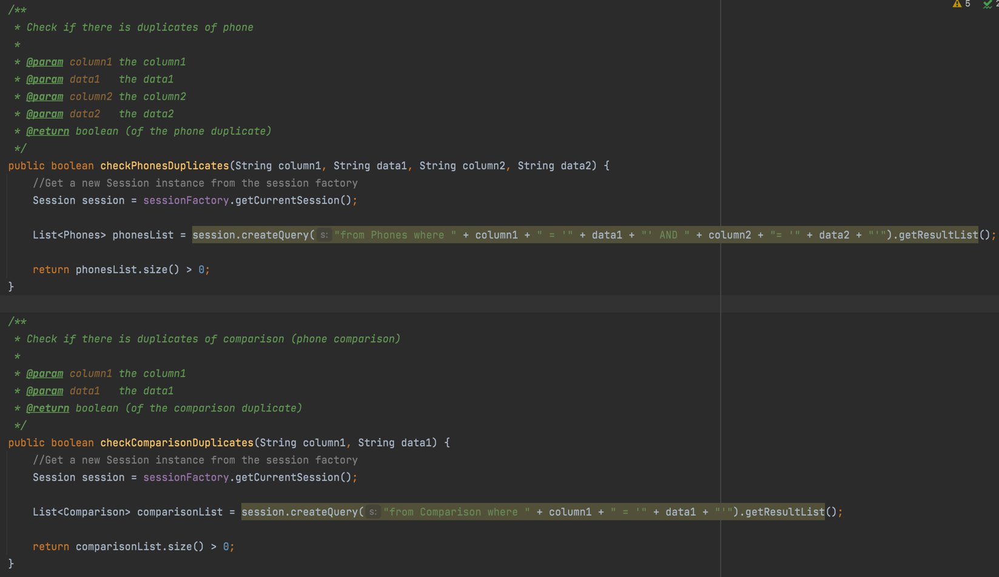 5
/**
* Check if there is duplicates of phone
*
* @param column1 the column1
* @param data1   the data1
* @param column2 the column2
* @param data2   the data2
* @return boolean (of the phone duplicate)
*/
public boolean checkPhonesDuplicates(String column1, String data1, String column2, String data2) {
//Get a new Session instance from the session factory
Session session = sessionFactory.getCurrentSession();
List<Phones> phonesList = session.createQuery( s: "from Phones where " + column1 + " = '" + data1 + "' AND " + column2 + "= '" + data2 + "'").getResultList();
return phonesList.size() > 0;
}
/**
* Check if there is duplicates of comparison (phone comparison)
*
* @param column1 the column1
* @param data1   the data1
* @return boolean (of the comparison duplicate)
*/
public boolean checkComparisonDuplicates(String column1, String data1) {
//Get a new Session instance from the session factory
Session session = sessionFactory.getCurrentSession();
List<Comparison> comparisonList = session.createQuery( s: "from Comparison where " + column1 + " = '" + data1 + "'").getResultList();
return comparisonList.size() > 0;
}